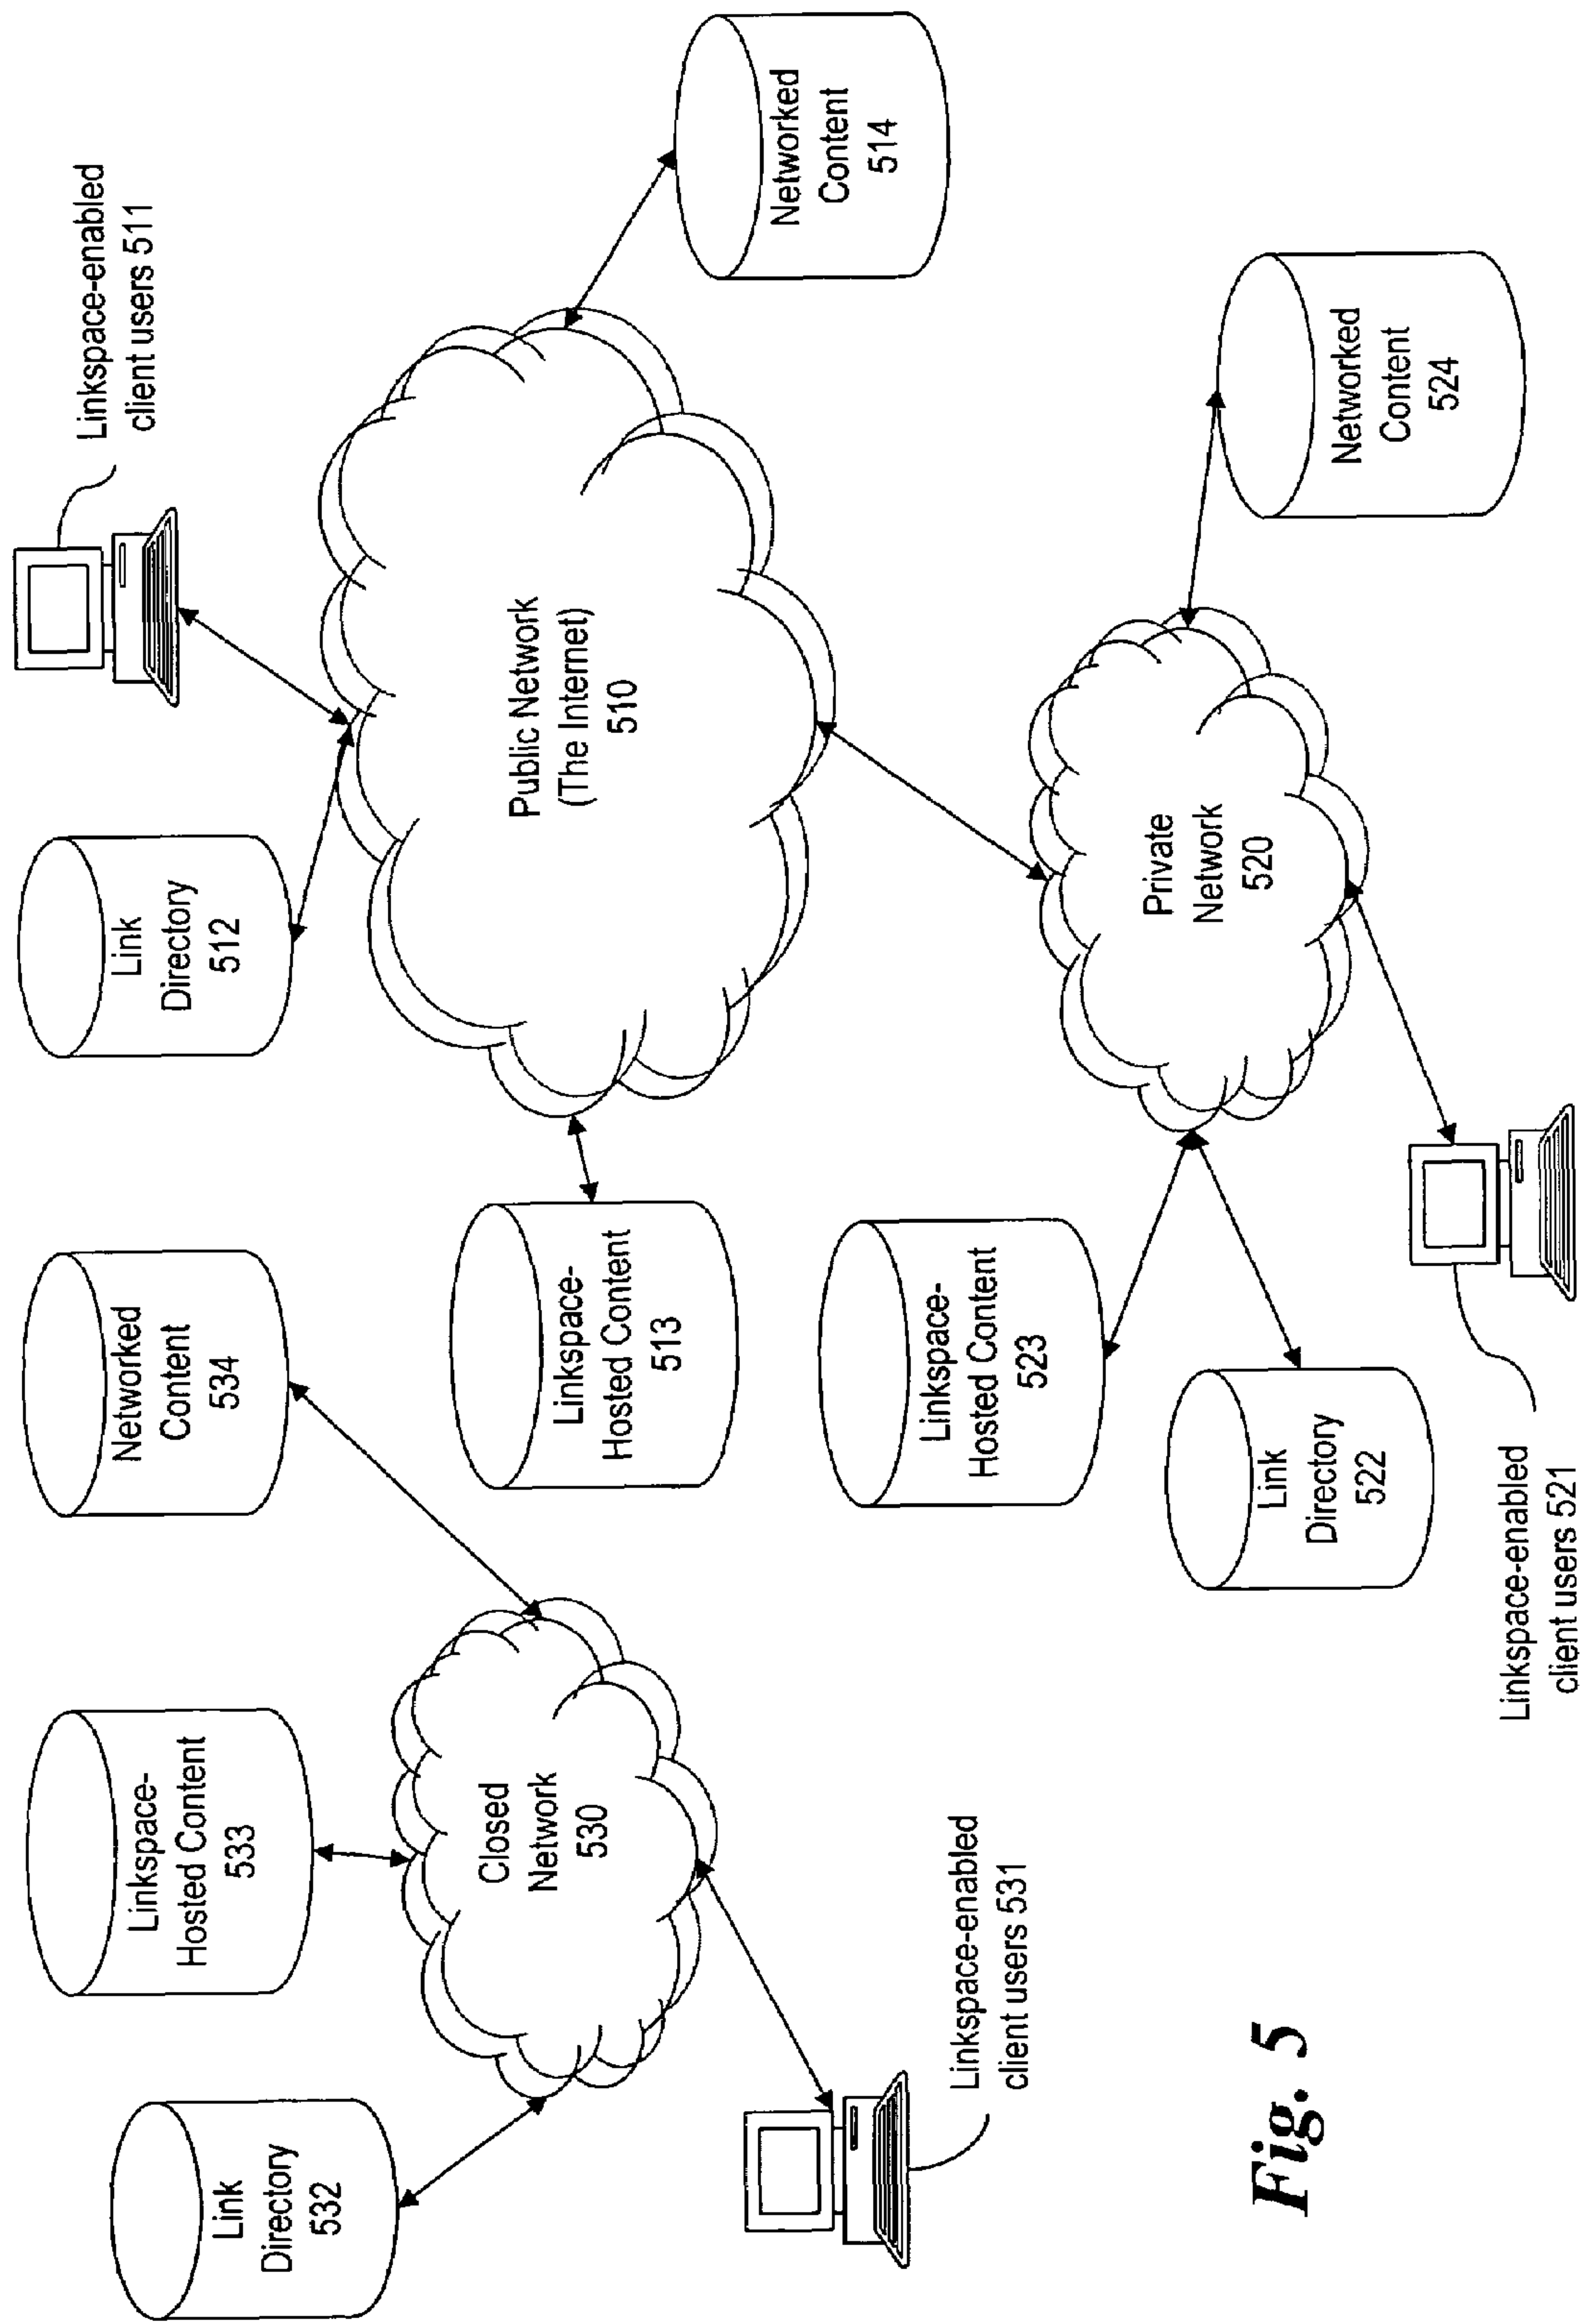 Link
Directory
532
Linkspace-
Hosted Content
533
Networked
Content
534
Link
Directory
512
Linkspace-enabled
client users 511
Closed
Network
530
Linkspace-
Hosted Content
513
Public Network
(The Internet)
510
Networked
Content
514
Linkspace-enabled
client users 531
Linkspace-
Hosted Content
523
Private
Network
520
Networked
Content
524
Link
Directory
522
Linkspace-enabled
client users 521
Fig. 5